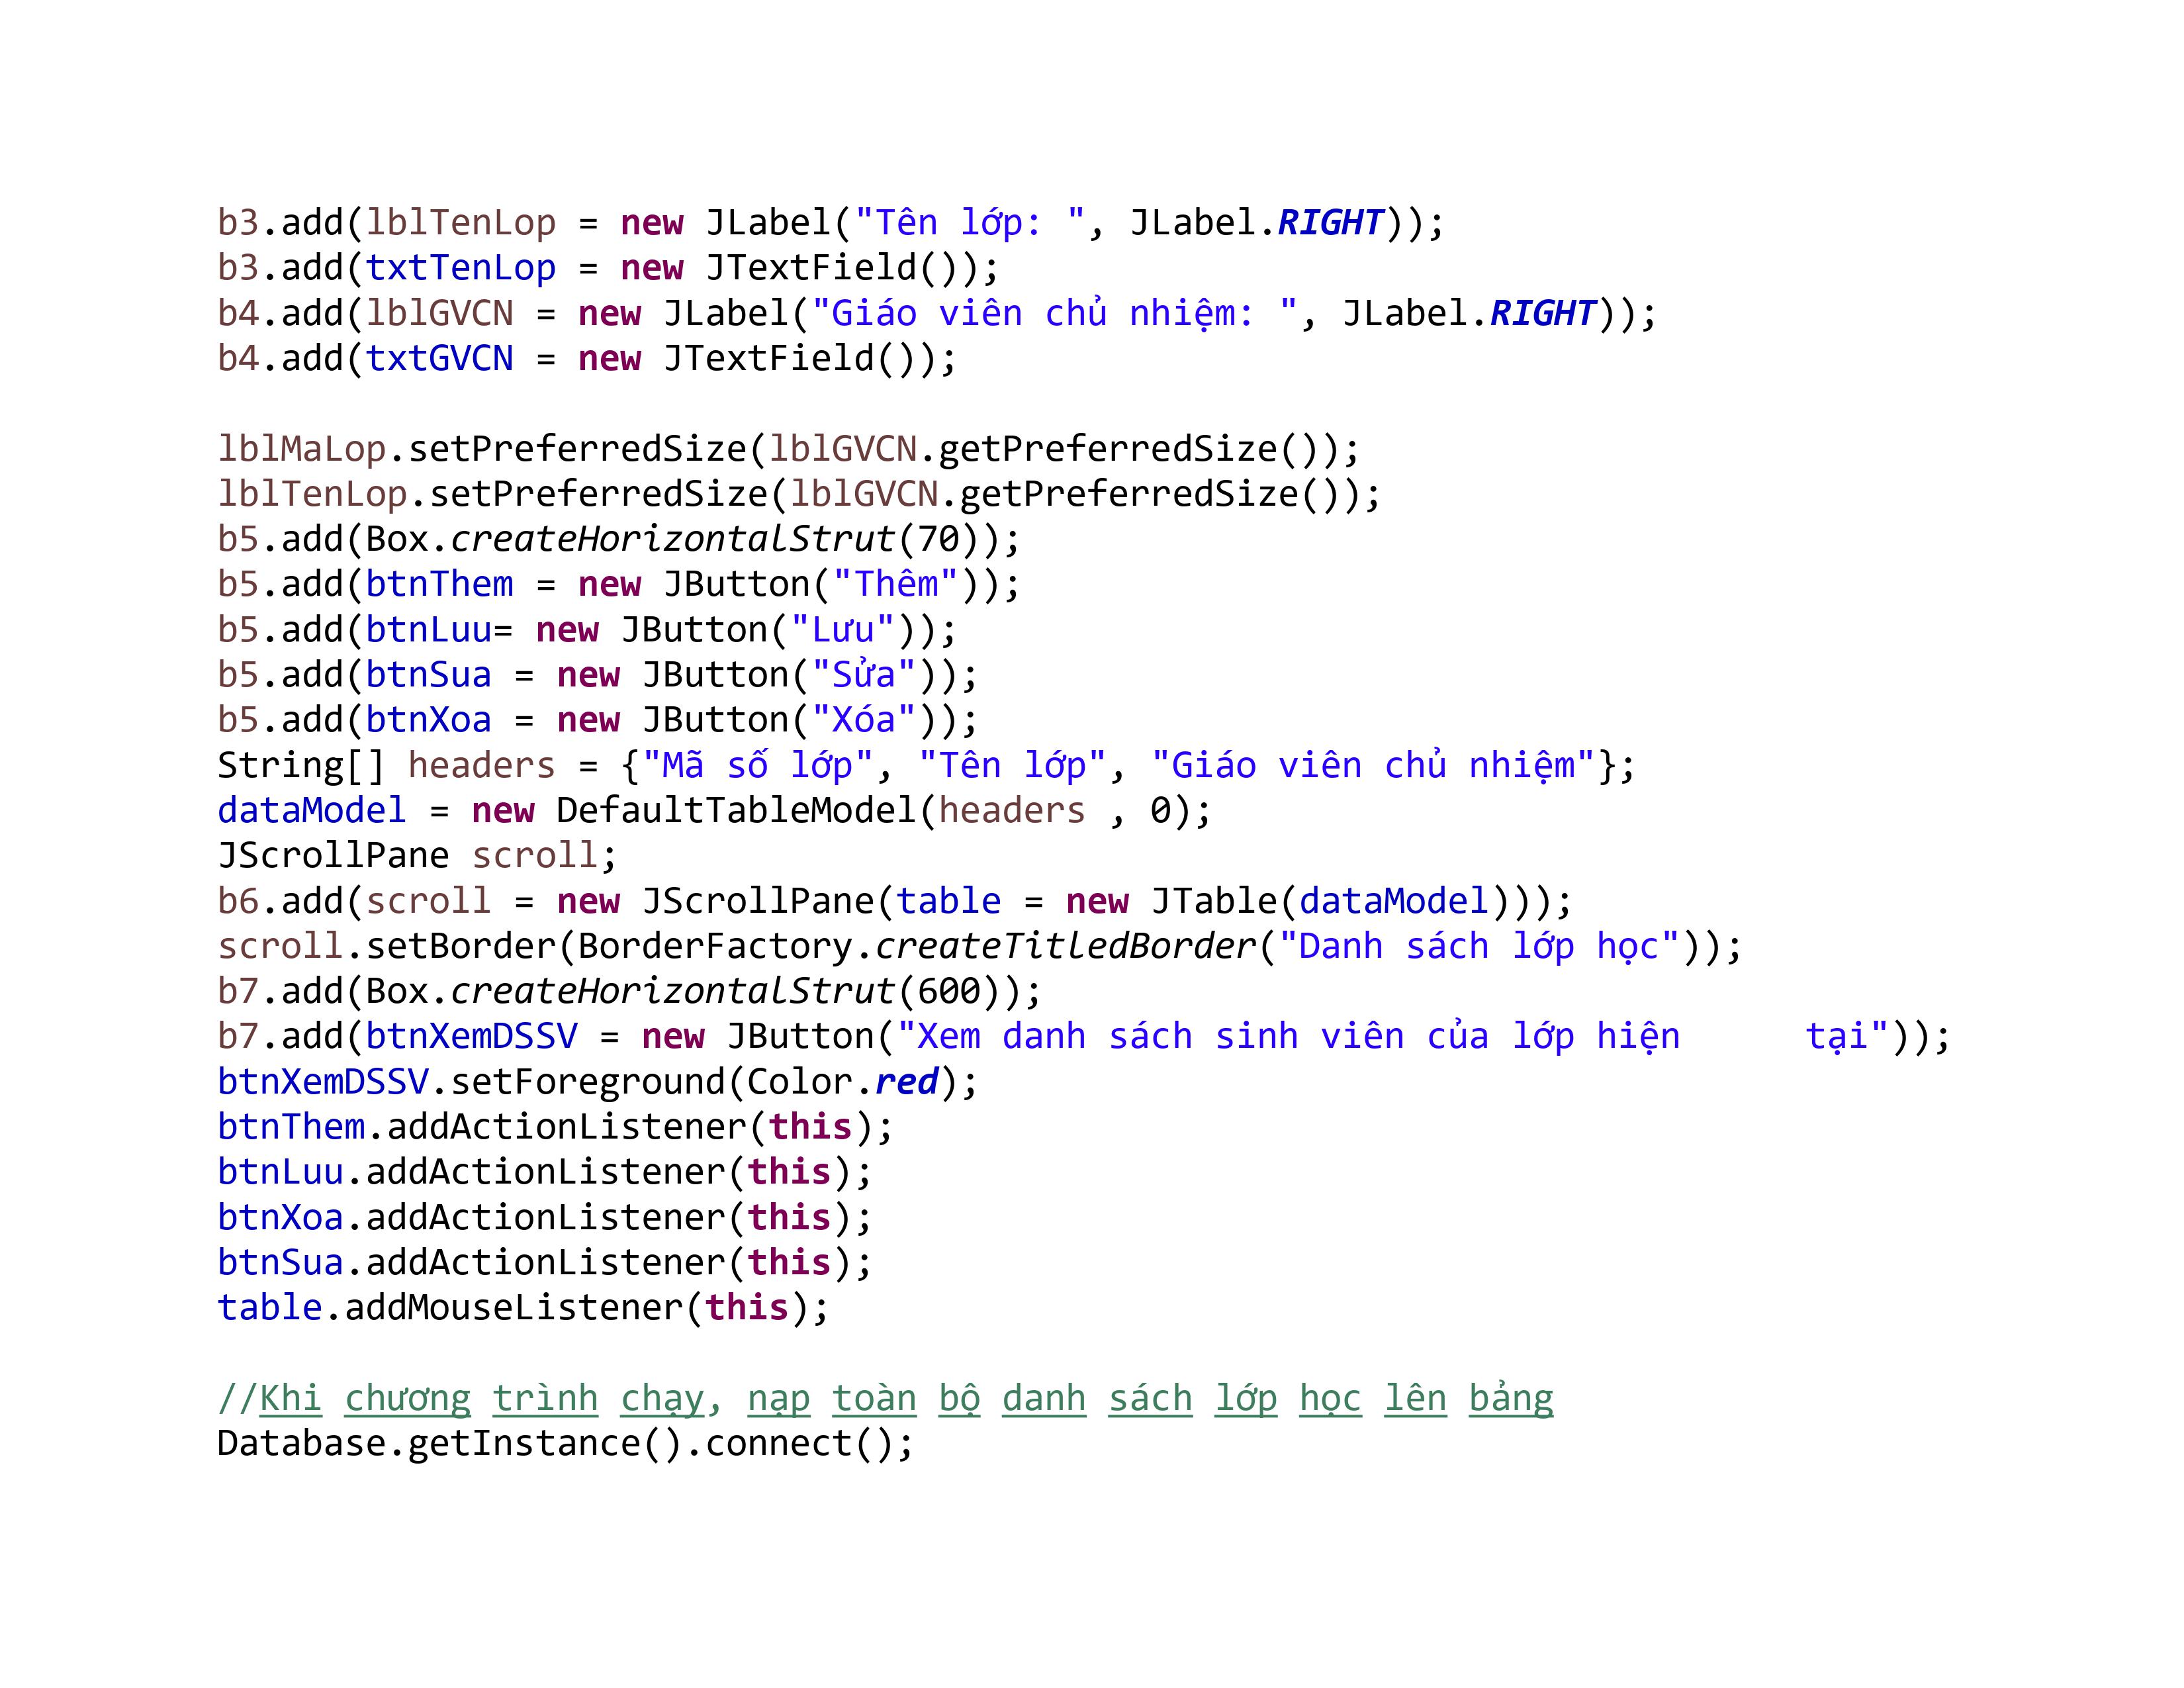 b3.add(lblTenLop = new JLabel("Tên lớp: ", JLabel.RIGHT));
b3.add(txtTenLop = new JTextField());
b4.add(lblGVCN = new JLabel("Giáo viên chủ nhiệm: ", JLabel.RIGHT));
b4.add(txtGVCN = new JTextField());
lblMaLop.setPreferredSize(lblGVCN.getPreferredSize());
lblTenLop.setPreferredSize(lblGVCN.getPreferredSize());
b5.add(Box.createHorizontalStrut(70));
b5.add(btnThem = new JButton("Thêm"));
b5.add(btnLuu= new JButton("Lưu"));
b5.add(btnSua = new JButton("Sửa"));
b5.add(btnXoa = new JButton("Xóa"));
String[] headers = {"Mã số lớp", "Tên lớp", "Giáo viên chủ nhiệm"};
dataModel = new DefaultTableModel(headers , 0);
JScrollPane scroll;
b6.add(scroll = new JScrollPane(table = new JTable(dataModel)));
scroll.setBorder(BorderFactory.createTitledBorder("Danh sách lớp học"));
b7.add(Box.createHorizontalStrut(600));
b7.add(btnXemDSSV = new JButton("Xem danh sách sinh viên của lớp hiện      tại"));
btnXemDSSV.setForeground(Color.red);
btnThem.addActionListener(this);
btnLuu.addActionListener(this);
btnXoa.addActionListener(this);
btnSua.addActionListener(this);
table.addMouseListener(this);
//Khi chương trình chạy, nạp toàn bộ danh sách lớp học lên bảng
Database.getInstance().connect();